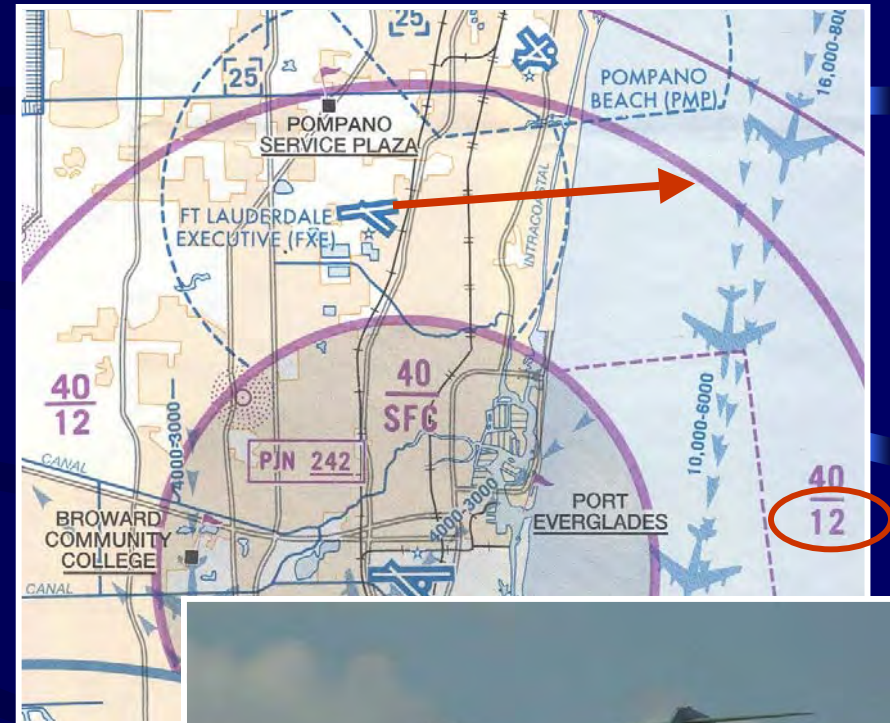 25
25
16,000-800
POMPANO
BEACH (PMP)
POMPANO
SERVICE PLAZA
FT LAUDERDALE
EXECUTIVE (FXE)
INTRACOASTAL
40
12
4000-3000
40
SFC
PJN 242
10,000-6000
40
12
CANAL
BROWARD
COMMUNITY
COLLEGE
CANAL
4000-3000
PORT
EVERGLADES